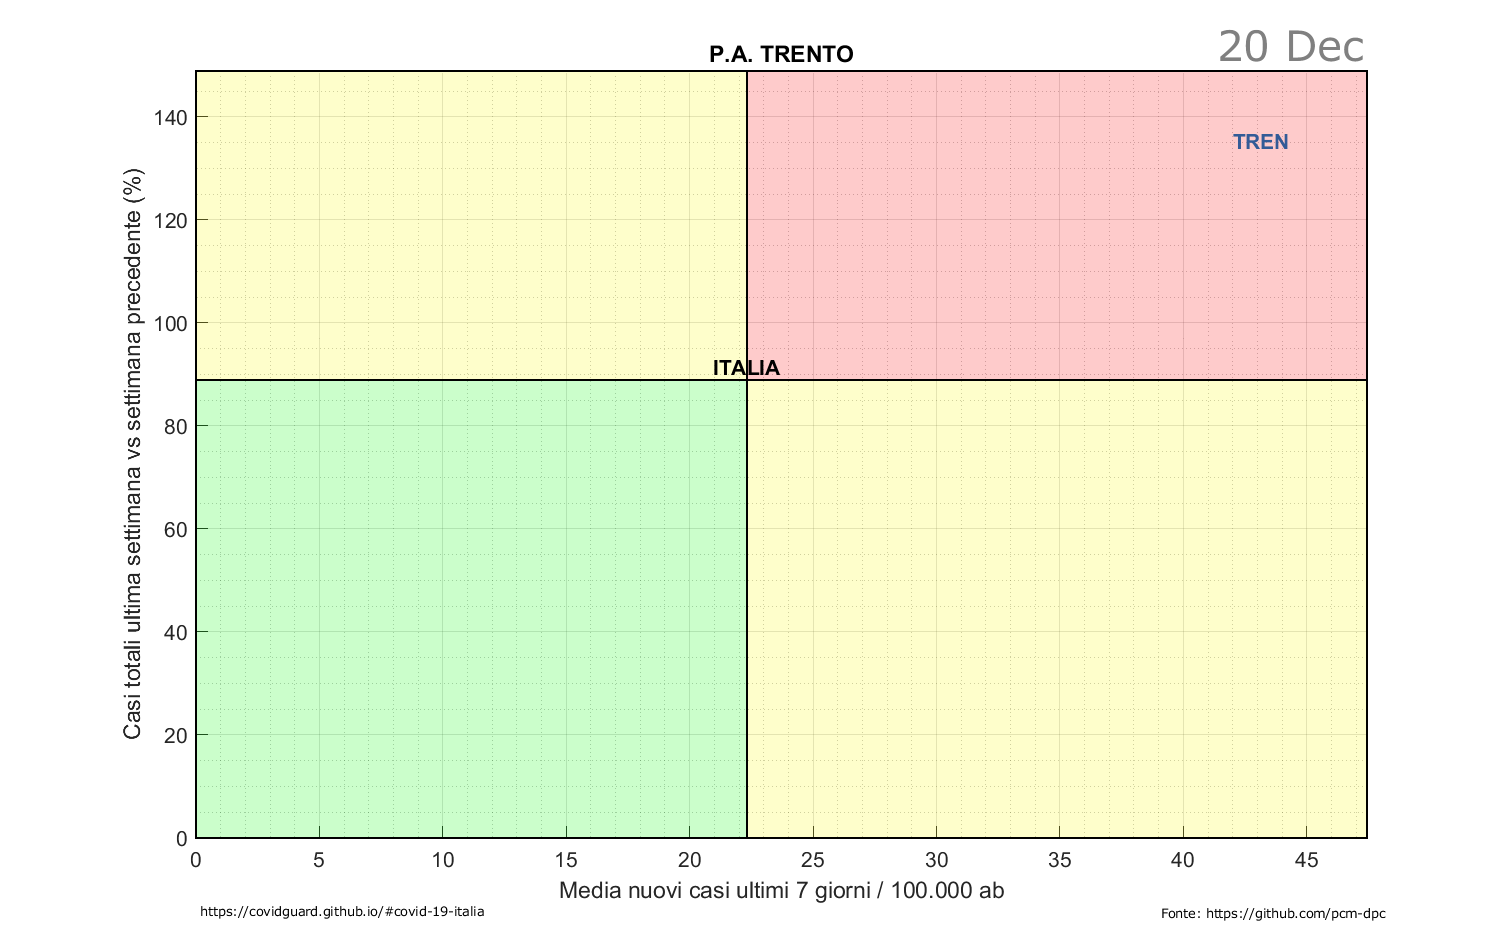 20 Dec
P.A. TRENTO
140
120
100
80
60
40
20
0
Casi totali ultima settimana vs settimana precedente (%)
TREN
ITALIA
0 5 10 15 20 25 30 35 40 45
Media nuovi casi ultimi 7 giorni / 100.000 ab
https://covidguard.github.io/#covid-19-italia
Fonte: https://github.com/pcm-dpc